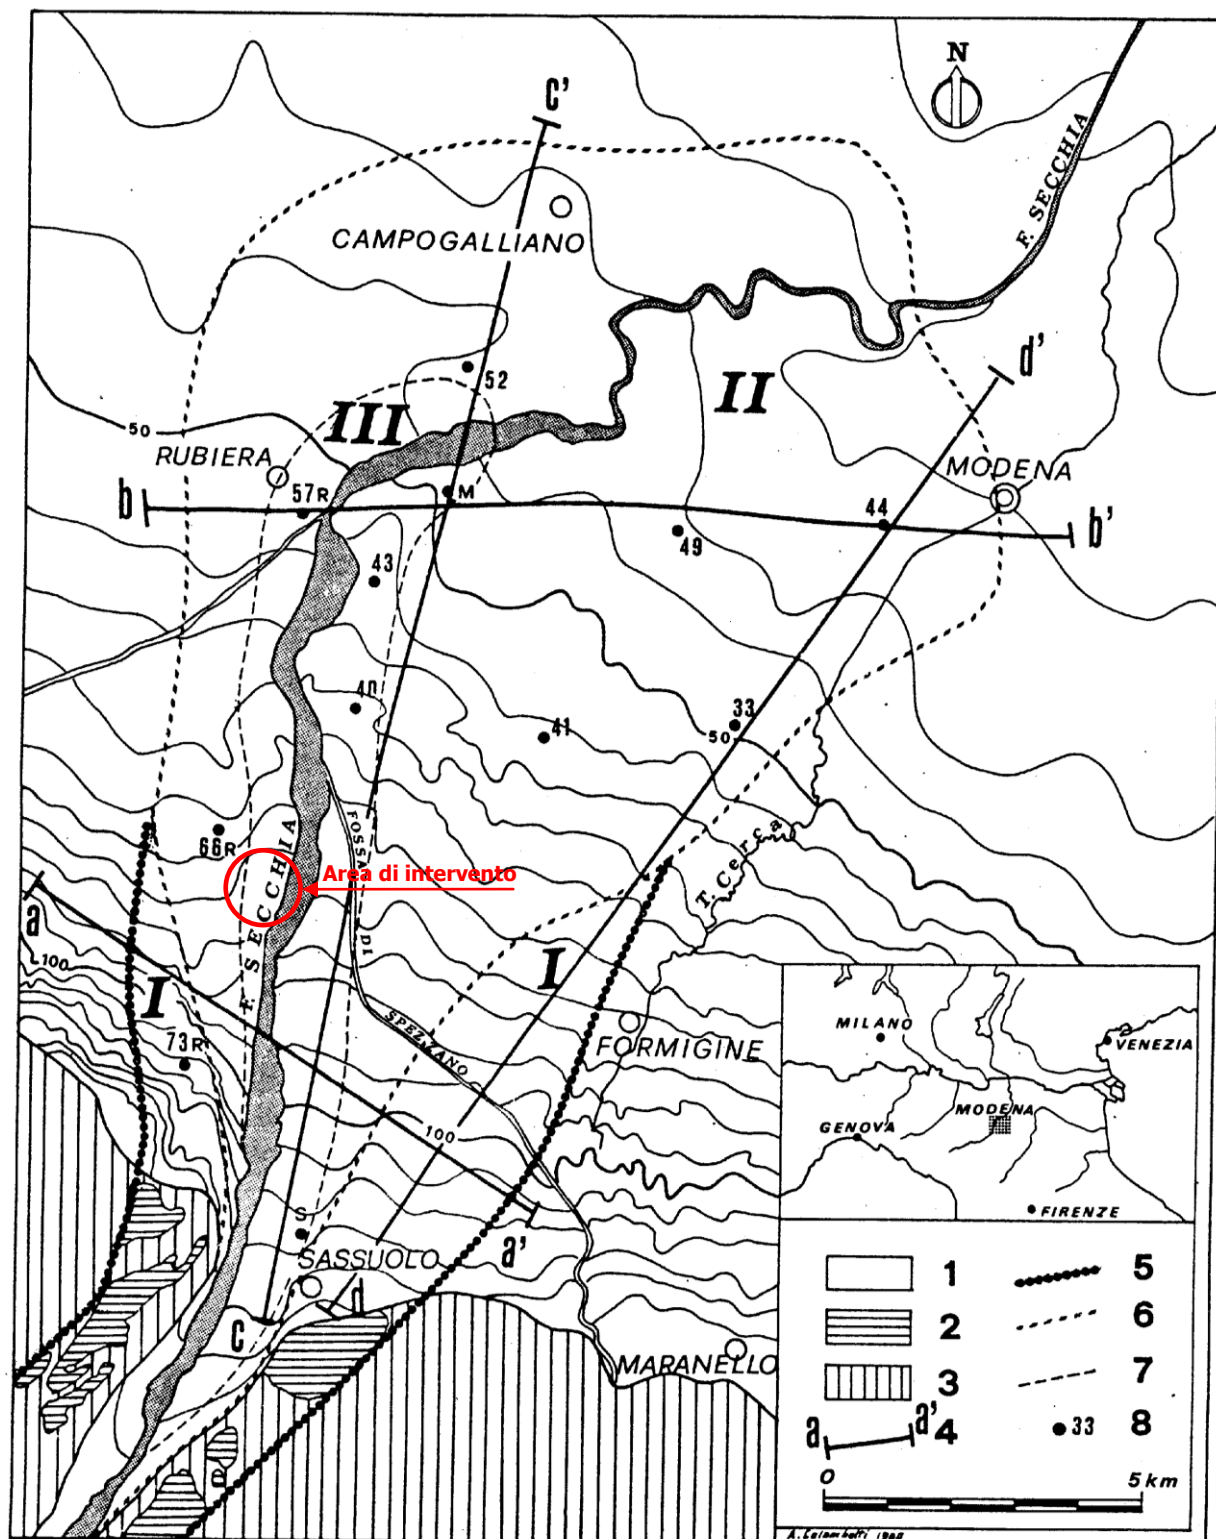 N
c'
F. SECCHIA
CAMPOGALLIANO
d'
52
II
III
50
RUBIERA
MODENA
57R
M
b
44
b'
49
43
40
33
41
50
66R
FOSSA DI SPEZZANO
F. SECCHIA
Area di intervento
T. Cerca
a
100
I
I
73R
FORMIGINE
100
S
a'
SASSUOLO
d
c
MARANELLO
MILANO
VENEZIA
MODENA
GENOVA
FIRENZE
1
5
2
6
3
7
a a' 4
33 8
0 5 km